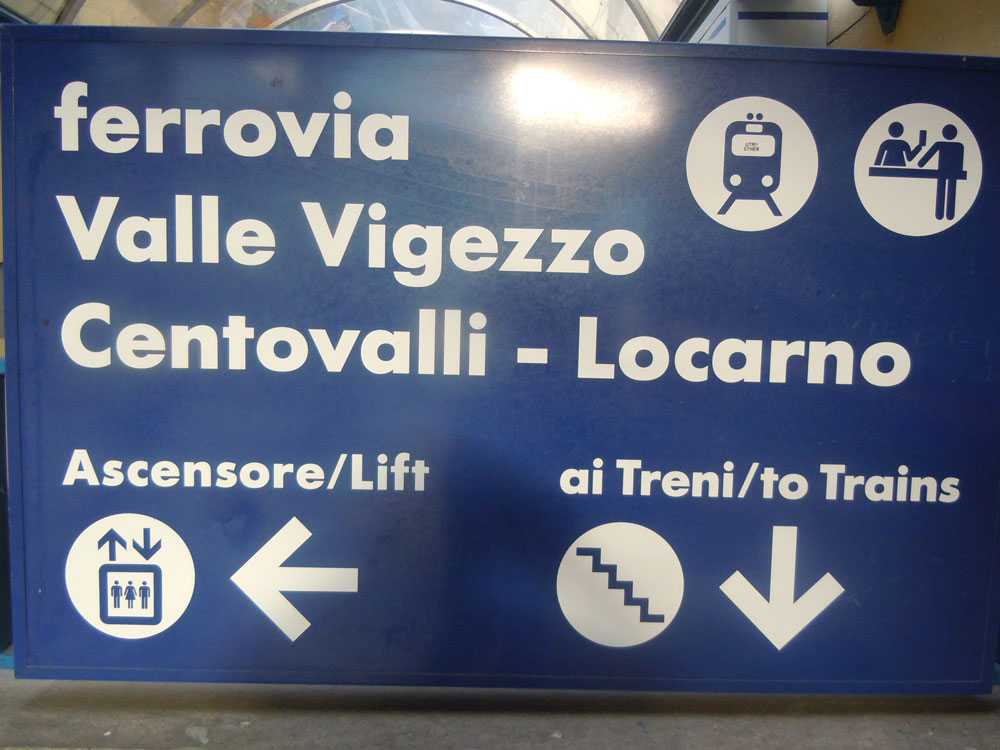 ferrovia
Valle Vigezzo
Centovalli - Locarno
Ascensore/Lift
ai Treni/to Trains